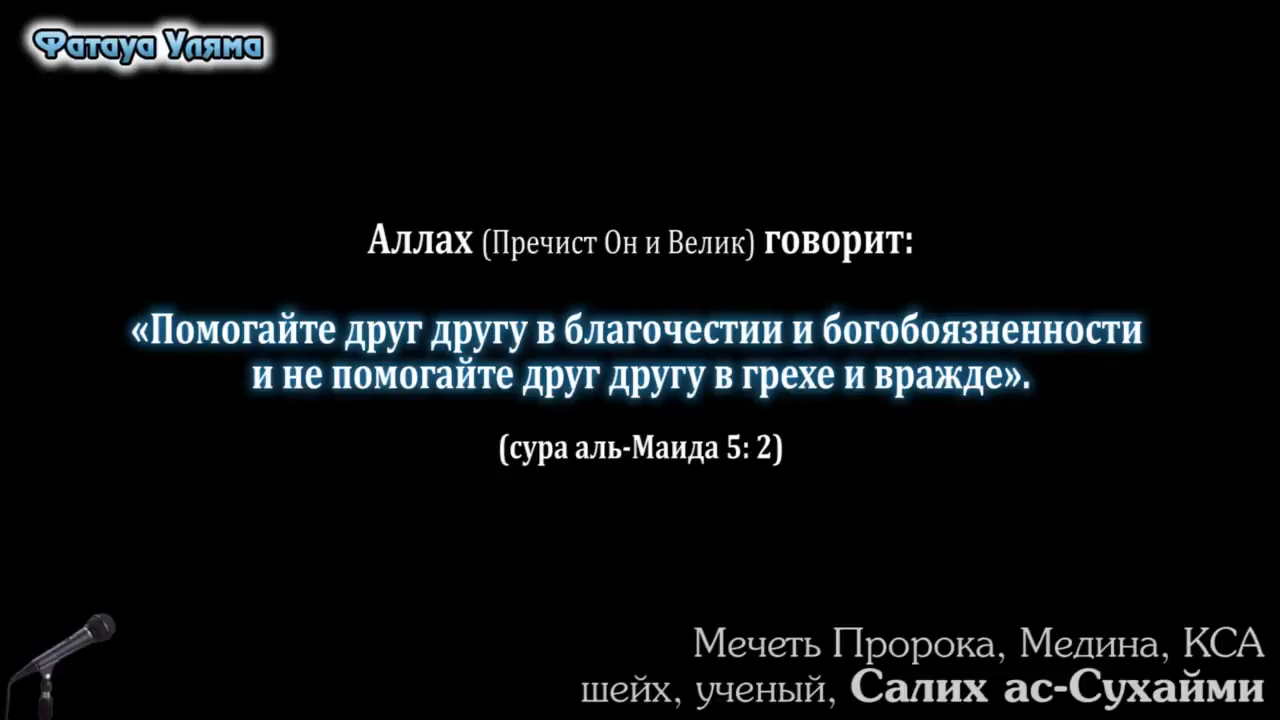 Фатауа Уляма
Аллах (Пречист Он и Велик) говорит:
«Помогайте друг другу в благочестии и богобоязненности
и не помогайте друг другу в грехе и вражде».
(сура аль-Маида 5: 2)
Мечеть Пророка, Медина, КСА
шейх, ученый, Салих ас-Сухайми